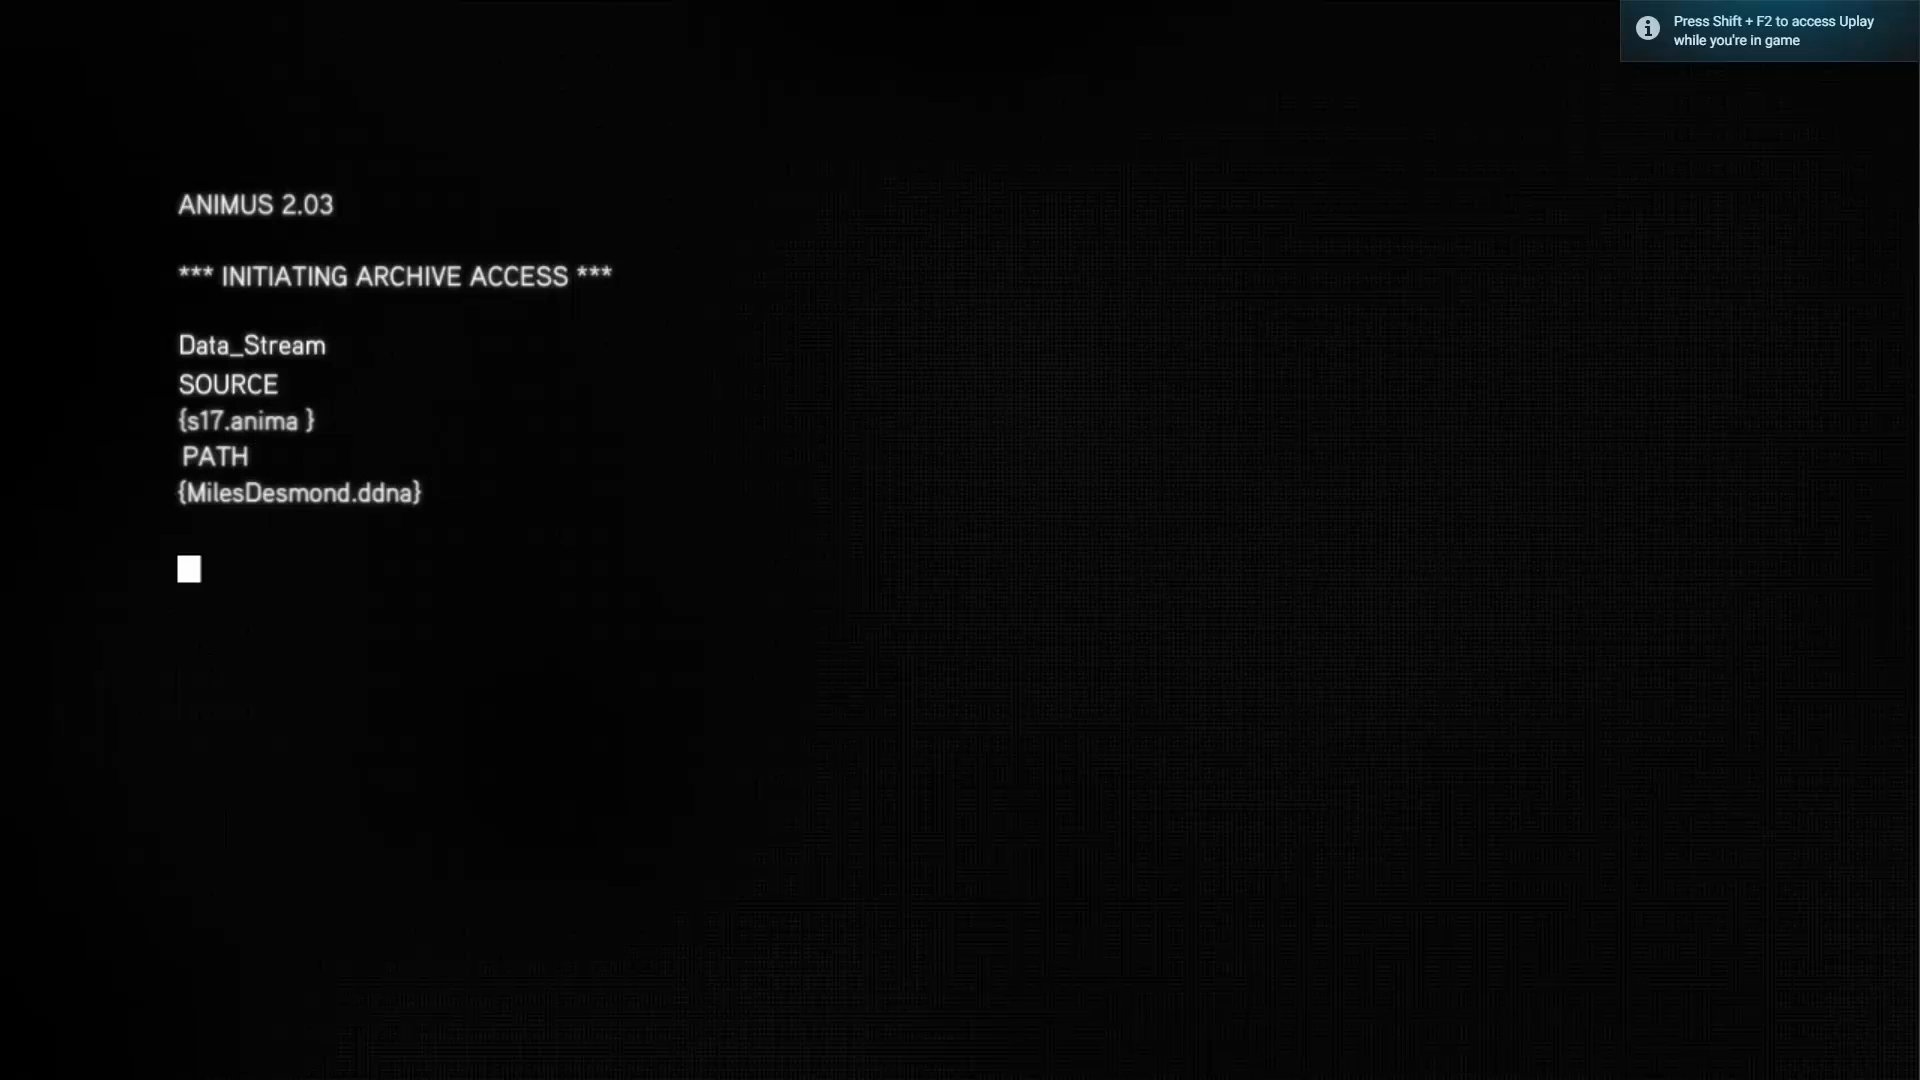 Press Shift + F2 to access Uplay
while you're in game
ANIMUS 2.03
*** INITIATING ARCHIVE ACCESS ***
Data_Stream
SOURCE
{s17.anima }
PATH
{MilesDesmond.ddna}